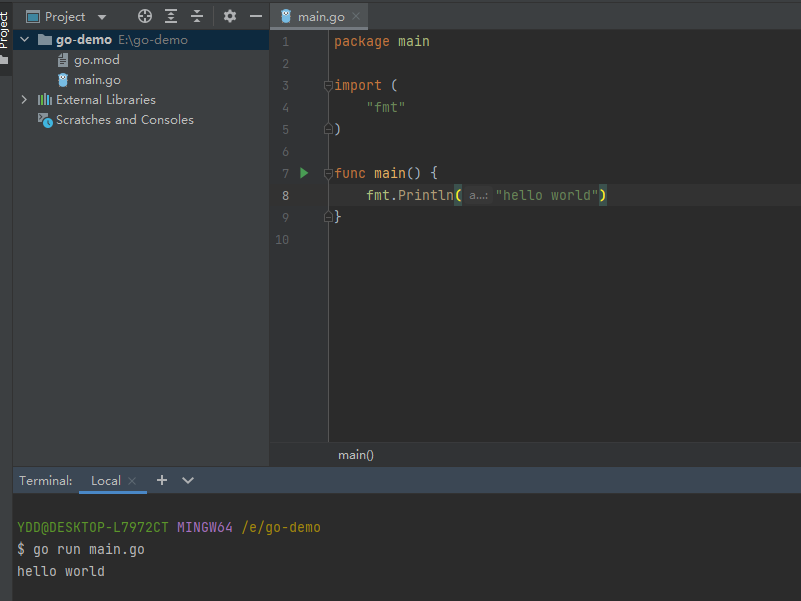 Project
Project
main.go
go-demo E:\go-demo
go.mod
main.go
External Libraries
Scratches and Consoles
1 package main
2
3 import (
4 "fmt"
5 )
6
7 func main() {
8 fmt.Println( a...: "hello world")
9 }
10
main()
Terminal: Local
YDD@DESKTOP-L7972CT MINGW64 /e/go-demo
$ go run main.go
hello world